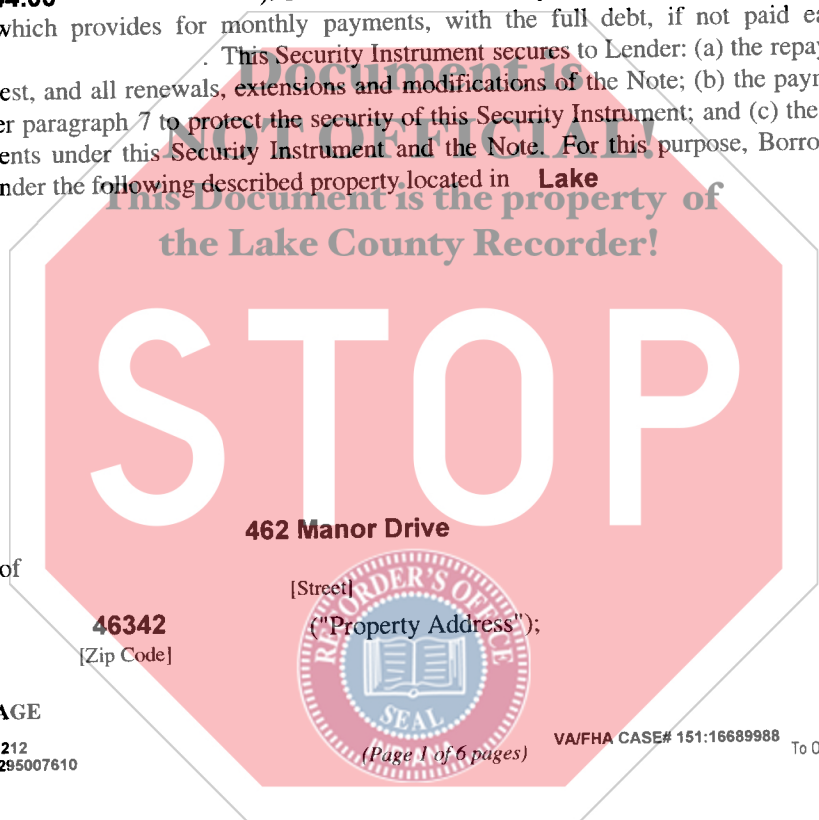 which provides for monthly payments, with the full debt, if not paid ea
. This Security Instrument secures to Lender: (a) the repay
est, and all renewals, extensions and modifications of the Note; (b) the payn
er paragraph 7 to protect the security of this Security Instrument; and (c) the
ents under this Security Instrument and the Note. For this purpose, Borro
nder the following described property located in Lake
Document is
NOT OFFICIAL!
This Document is the property of
the Lake County Recorder!
STOP
462 Manor Drive
of
[Street]
46342 ("Property Address");
[Zip Code]
RECORDER'S OFFICE
SEAL
INDIANA
AGE
212
295007610
(Page 1 of 6 pages)
VA/FHA CASE# 151:16689988
To O